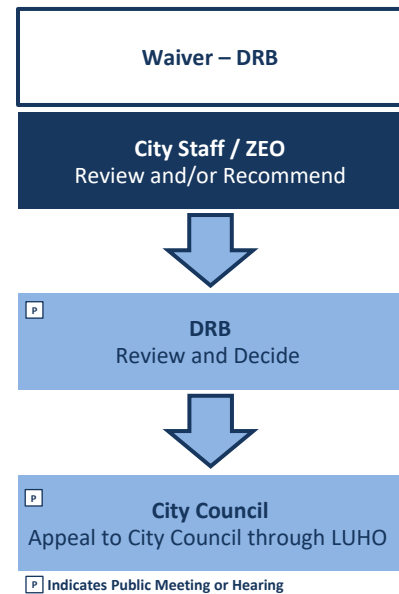 Waiver – DRB
City Staff / ZEO
Review and/or Recommend
P
DRB
Review and Decide
P
City Council
Appeal to City Council through LUHO
P Indicates Public Meeting or Hearing